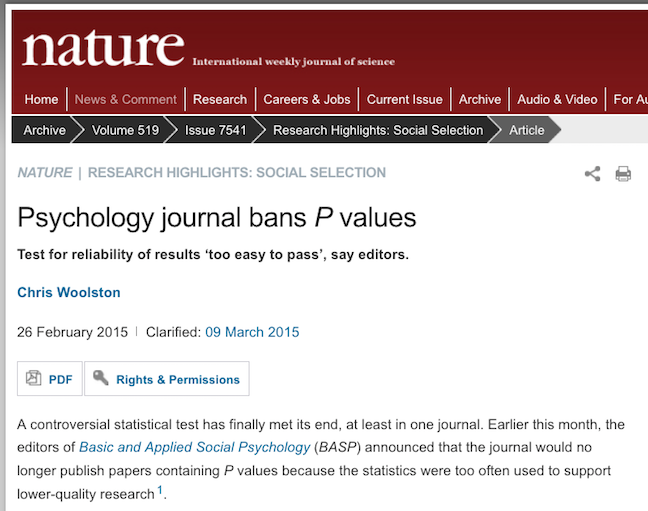 nature International weekly journal of science
Home News & Comment Research Careers & Jobs Current Issue Archive Audio & Video For Au
Archive Volume 519 Issue 7541 Research Highlights: Social Selection Article
NATURE | RESEARCH HIGHLIGHTS: SOCIAL SELECTION
Psychology journal bans P values
Test for reliability of results ‘too easy to pass’, say editors.
Chris Woolston
26 February 2015 | Clarified: 09 March 2015
PDF Rights & Permissions
A controversial statistical test has finally met its end, at least in one journal. Earlier this month, the
editors of Basic and Applied Social Psychology (BASP) announced that the journal would no
longer publish papers containing P values because the statistics were too often used to support
lower-quality research1.